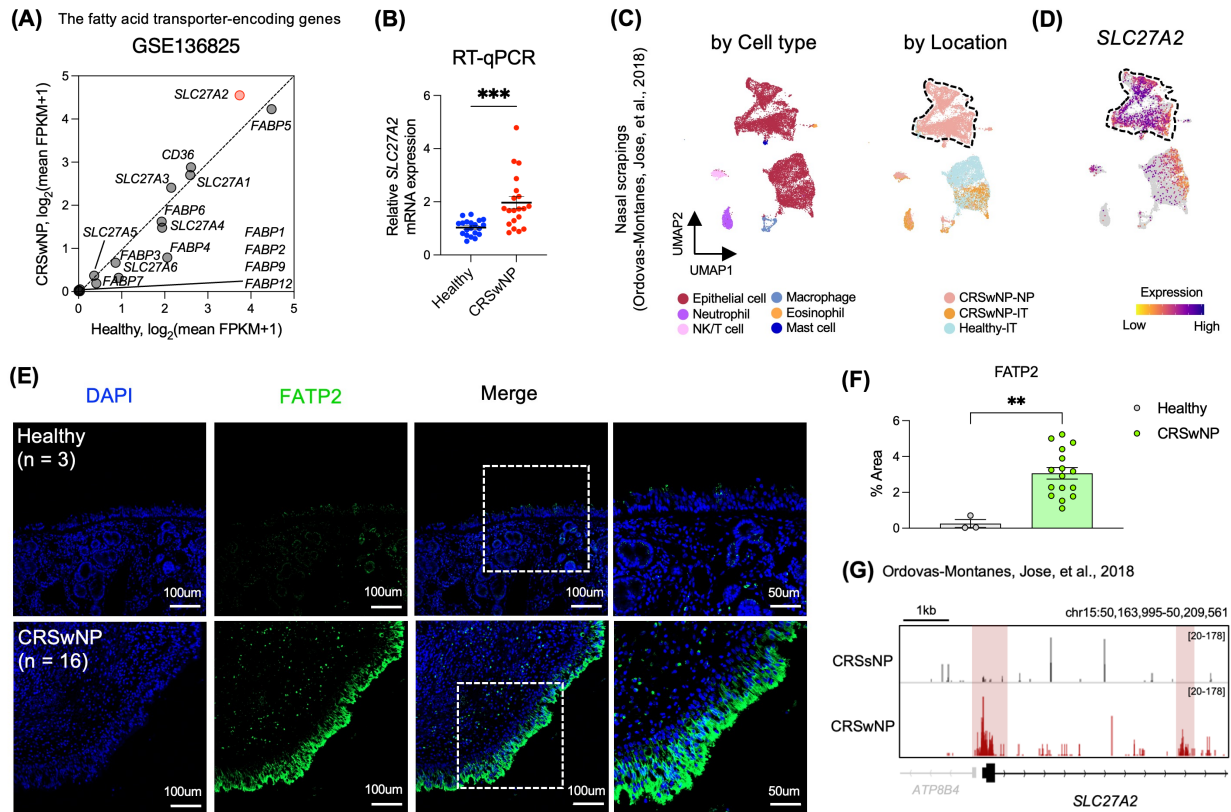 (A) The fatty acid transporter-encoding genes
GSE136825
CRSwNP, log2(mean FPKM+1)
5
4
3
2
1
0
SLC27A2
FABP5
CD36
SLC27A3
SLC27A1
FABP6
SLC27A4
SLC27A5
FABP1
FABP3
FABP4
FABP2
SLC27A6
FABP9
FABP7
FABP12
0 1 2 3 4 5
Healthy, log2(mean FPKM+1)
(B)
RT-qPCR
Relative SLC27A2
mRNA expression
6
4
2
0
***
Healthy
CRSwNP
(C)
Nasal scrapings
(Ordovas-Montanes, Jose, et al., 2018)
by Cell type
by Location
UMAP2
UMAP1
Epithelial cell
Neutrophil
NK/T cell
Macrophage
Eosinophil
Mast cell
CRSwNP-NP
CRSwNP-IT
Healthy-IT
(D)
SLC27A2
Expression
Low High
(E)
DAPI FATP2 Merge
Healthy
(n = 3)
100um 100um 100um 50um
CRSwNP
(n = 16)
100um 100um 100um 50um
(F)
FATP2
**
% Area
6
4
2
0
Healthy
CRSwNP
(G) Ordovas-Montanes, Jose, et al., 2018
1kb chr15:50,163,995-50,209,561
CRSsNP [20-178]
CRSwNP [20-178]
ATP8B4 SLC27A2